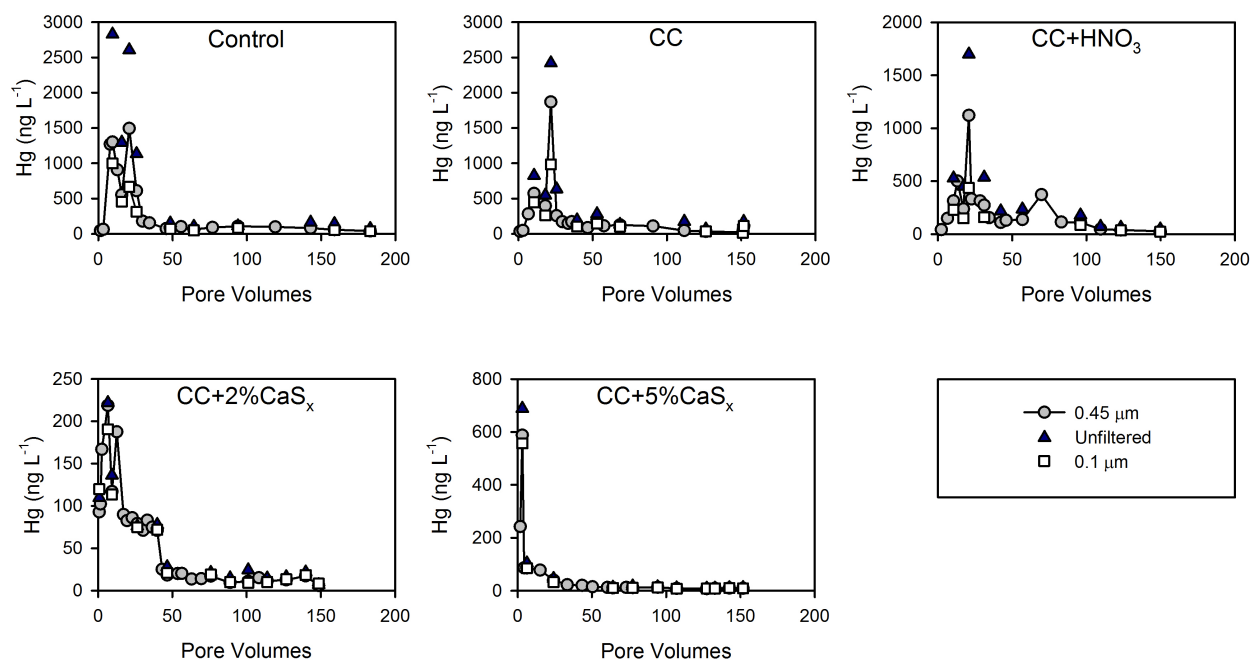 Control
3000
2500
2000
1500
1000
500
0
Hg (ng L⁻¹)
0 50 100 150 200
Pore Volumes
CC
3000
2500
2000
1500
1000
500
0
Hg (ng L⁻¹)
0 50 100 150 200
Pore Volumes
CC+HNO₃
2000
1500
1000
500
0
Hg (ng L⁻¹)
0 50 100 150 200
Pore Volumes
CC+2%CaSₓ
250
200
150
100
50
0
Hg (ng L⁻¹)
0 50 100 150 200
Pore Volumes
CC+5%CaSₓ
800
600
400
200
0
Hg (ng L⁻¹)
0 50 100 150 200
Pore Volumes
0.45 μm
Unfiltered
0.1 μm